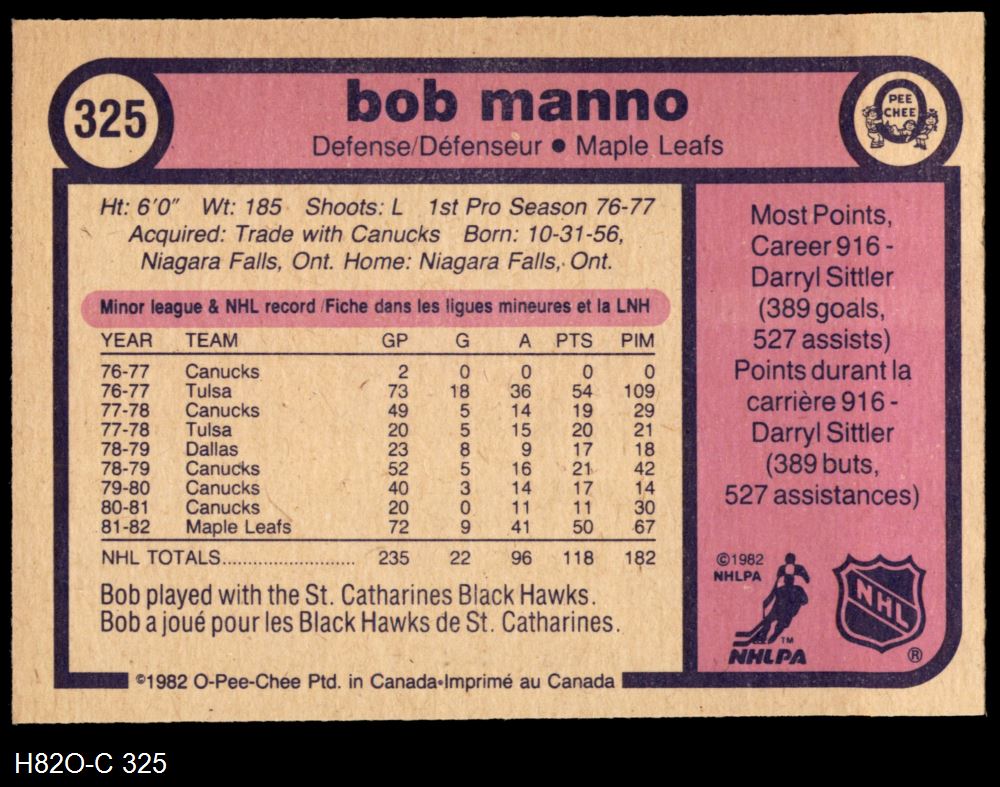 325
bob manno
Defense/Défenseur • Maple Leafs
PEE
CHEE
Ht: 6'0" Wt: 185 Shoots: L 1st Pro Season 76-77
Acquired: Trade with Canucks Born: 10-31-56,
Niagara Falls, Ont. Home: Niagara Falls, Ont.
Minor league & NHL record/Fiche dans les ligues mineures et la LNH
YEAR TEAM GP G A PTS PIM
76-77 Canucks 2 0 0 0 0
76-77 Tulsa 73 18 36 54 109
77-78 Canucks 49 5 14 19 29
77-78 Tulsa 20 5 15 20 21
78-79 Dallas 23 8 9 17 18
78-79 Canucks 52 5 16 21 42
79-80 Canucks 40 3 14 17 14
80-81 Canucks 20 0 11 11 30
81-82 Maple Leafs 72 9 41 50 67
NHL TOTALS........................ 235 22 96 118 182
Bob played with the St. Catharines Black Hawks.
Bob a joué pour les Black Hawks de St. Catharines.
©1982 O-Pee-Chee Ptd. in Canada•Imprimé au Canada
Most Points,
Career 916 -
Darryl Sittler
(389 goals,
527 assists)
Points durant la
carrière 916 -
Darryl Sittler
(389 buts,
527 assistances)
©1982
NHLPA
TM
NHLPA
NHL
®
H82O-C 325